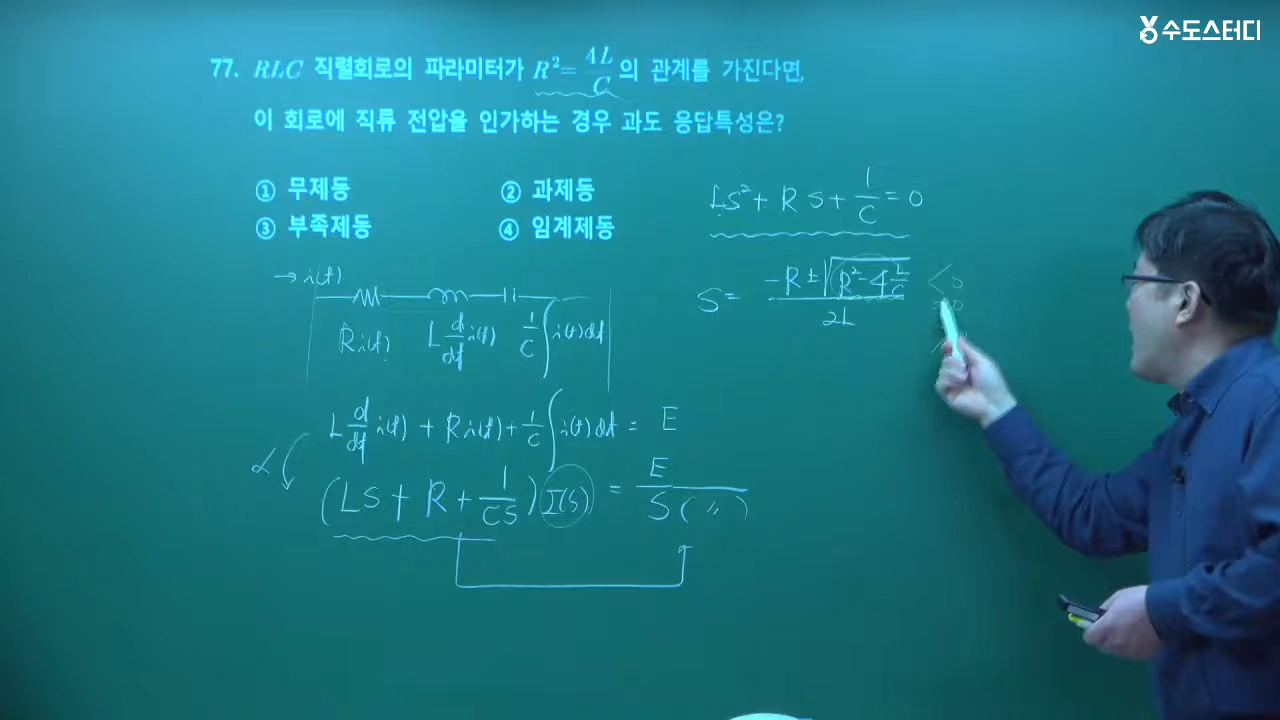 수도스터디
77. RLC 직렬회로의 파라미터가 R²= 4L/C 의 관계를 가진다면,
이 회로에 직류 전압을 인가하는 경우 과도 응답특성은?
① 무제동 ② 과제동
③ 부족제동 ④ 임계제동
LS²+ R S + 1/C = 0
S = (-R ± √(R²-4 L/C)) / 2L <0
=0
→ i(t)
R i(t) L d/dt i(t) 1/C ∫ i(t)dt
L d/dt i(t) + R i(t) + 1/C ∫ i(t) dt = E
(LS + R + 1/CS) I(S) = E / S( 〃 )